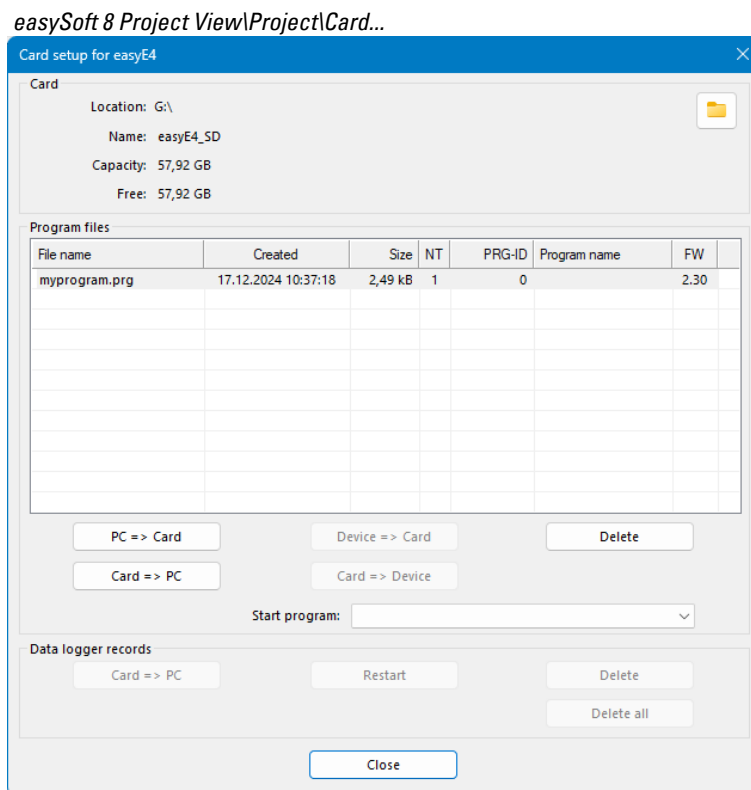 easySoft 8 Project View\Project\Card...
Card setup for easyE4
Card
Location: G:\
Name: easyE4_SD
Capacity: 57,92 GB
Free: 57,92 GB
Program files
File name Created Size NT PRG-ID Program name FW
myprogram.prg 17.12.2024 10:37:18 2,49 kB 1 0 2.30
PC => Card Device => Card Delete
Card => PC Card => Device
Start program:
Data logger records
Card => PC Restart Delete
Delete all
Close